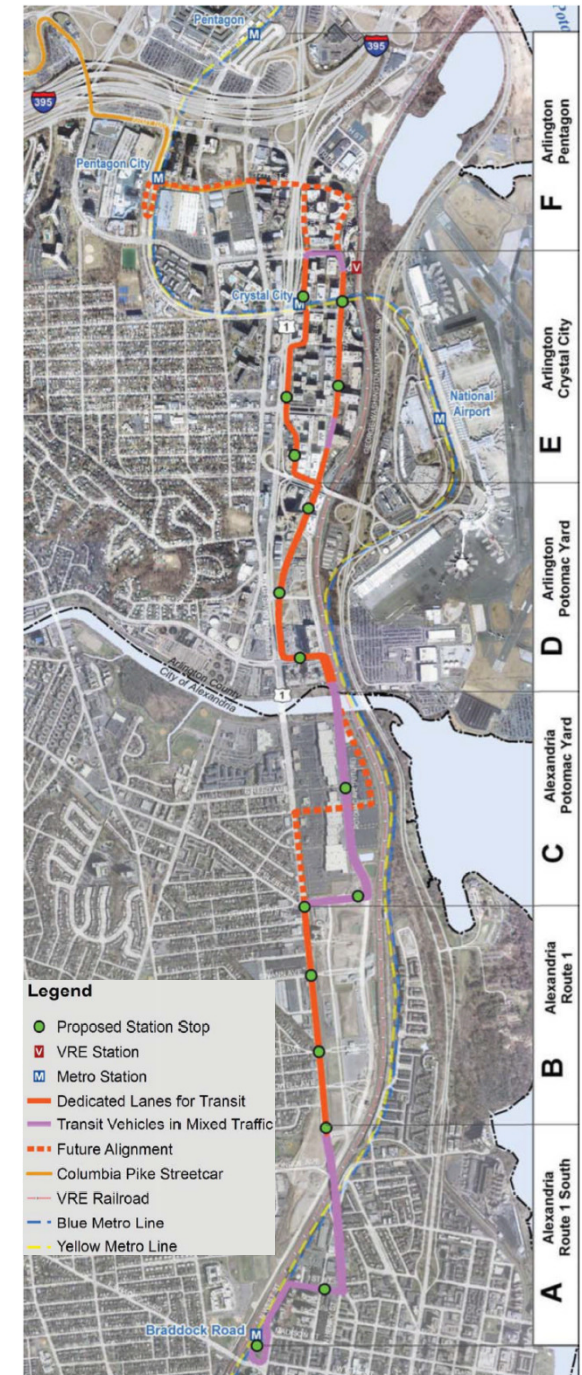 Pentagon
M
395
395
Pentagon City
M
V
Crystal City
M
1
National
Airport
M
Arlington County
City of Alexandria
1
Arlington
Pentagon
F
Arlington
Crystal City
E
Arlington
Potomac Yard
D
Alexandria
Potomac Yard
C
Alexandria
Route 1
B
Alexandria
Route 1 South
A
Legend
Proposed Station Stop
V VRE Station
M Metro Station
Dedicated Lanes for Transit
Transit Vehicles in Mixed Traffic
Future Alignment
Columbia Pike Streetcar
VRE Railroad
Blue Metro Line
Yellow Metro Line
Braddock Road
M